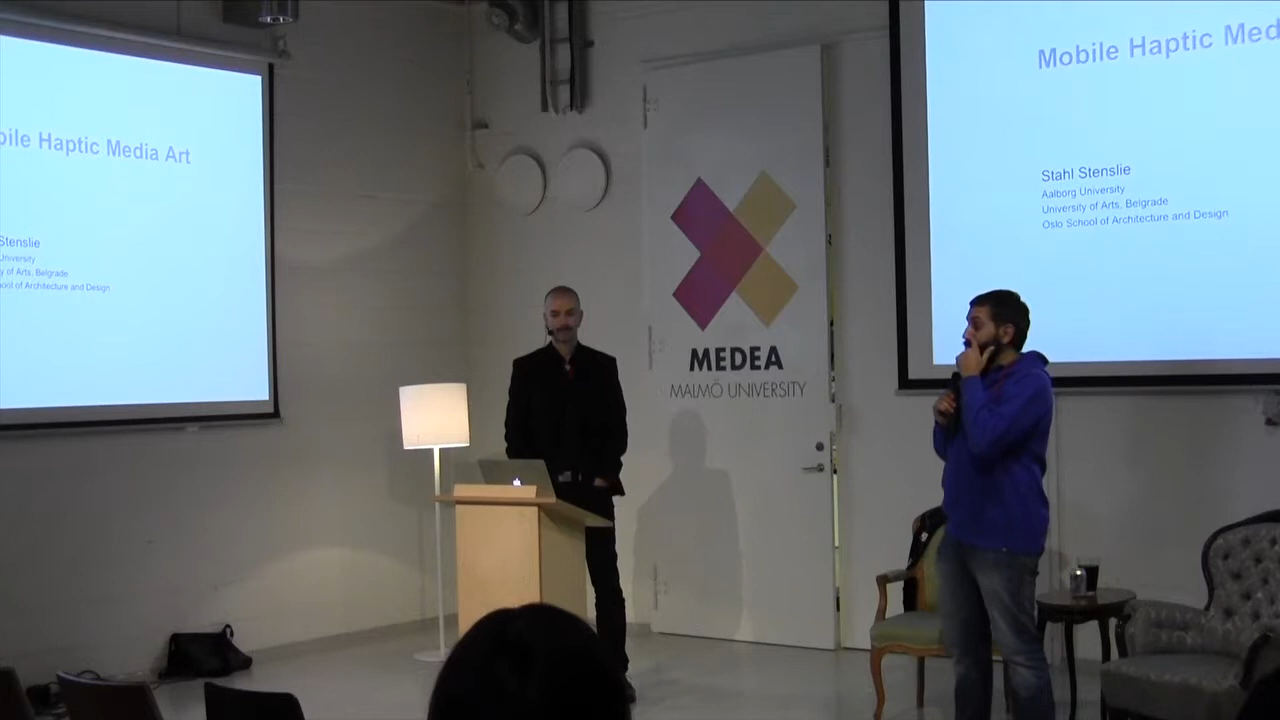 bile Haptic Media Art
Stenslie
University
y of Arts, Belgrade
hool of Architecture and Design
MEDEA
MALMÖ UNIVERSITY
Mobile Haptic Med
Stahl Stenslie
Aalborg University
University of Arts, Belgrade
Oslo School of Architecture and Design